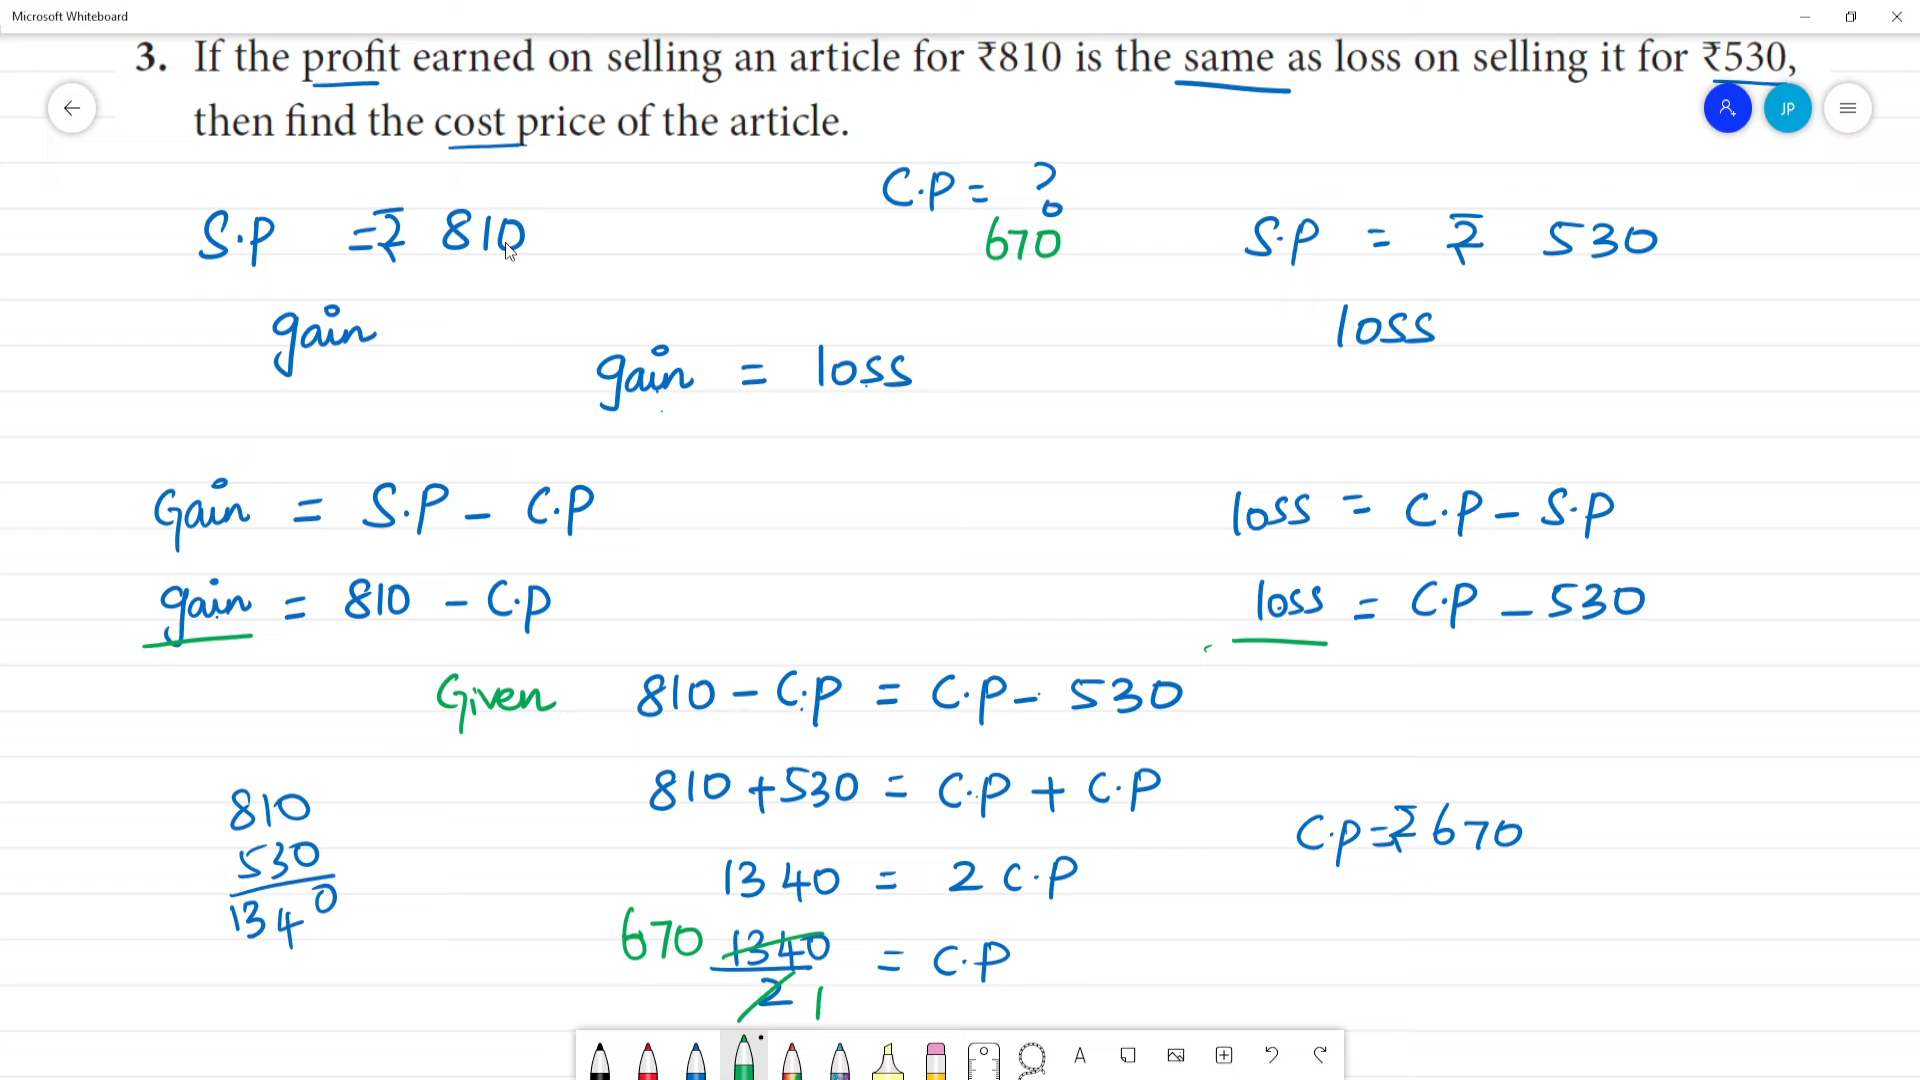 Microsoft Whiteboard
3. If the profit earned on selling an article for ₹810 is the same as loss on selling it for ₹530,
then find the cost price of the article.
JP
C.P = ?
S.P = ₹ 810
670
S.P = ₹ 530
gain
loss
gain = loss
Gain = S.P - C.P
loss = C.P - S.P
gain = 810 - C.P
loss = C.P - 530
Given 810 - C.P = C.P - 530
810 + 530 = C.P + C.P
810
530
1340
C.P = ₹ 670
1340 = 2 C.P
670 1340 = C.P
2 1
A